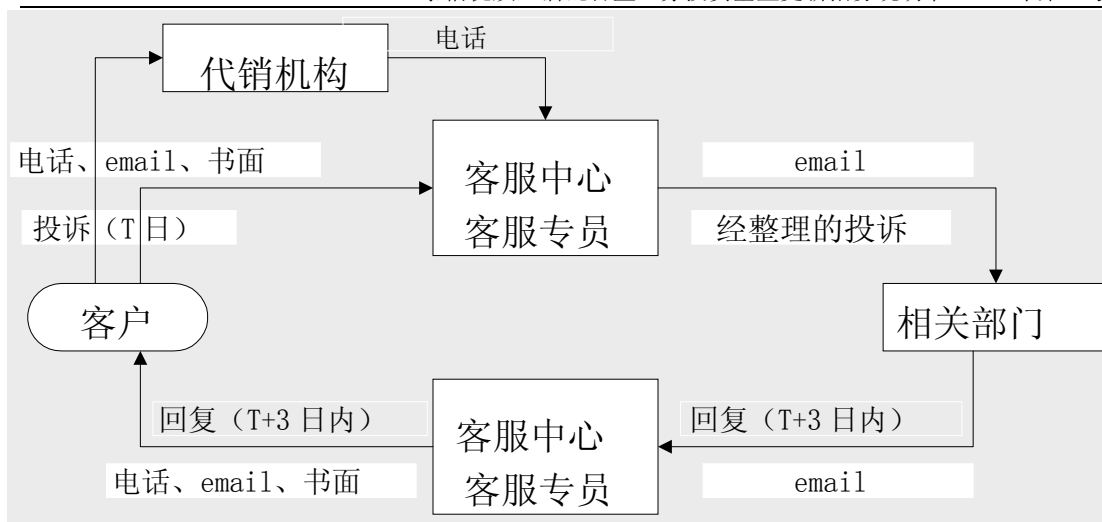 电话
代销机构
电话、email、书面
客服中心
客服专员
email
投诉（T 日）
经整理的投诉
客户
相关部门
回复（T+3 日内）
客服中心
客服专员
回复（T+3 日内）
电话、email、书面
email